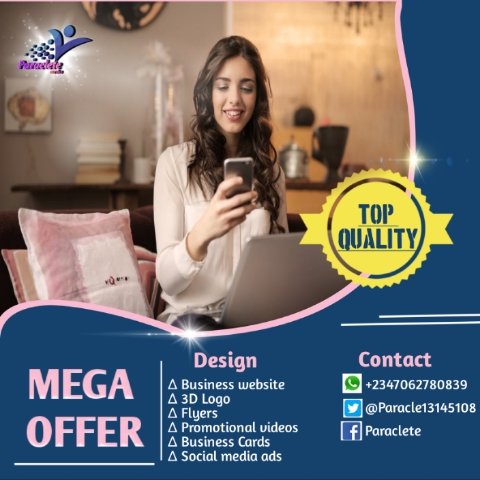 Paraclete
media
TOP
QUALITY
MEGA
OFFER
Design
Δ Business website
Δ 3D Logo
Δ Flyers
Δ Promotional videos
Δ Business Cards
Δ Social media ads
Contact
+2347062780839
@Paracle13145108
Paraclete